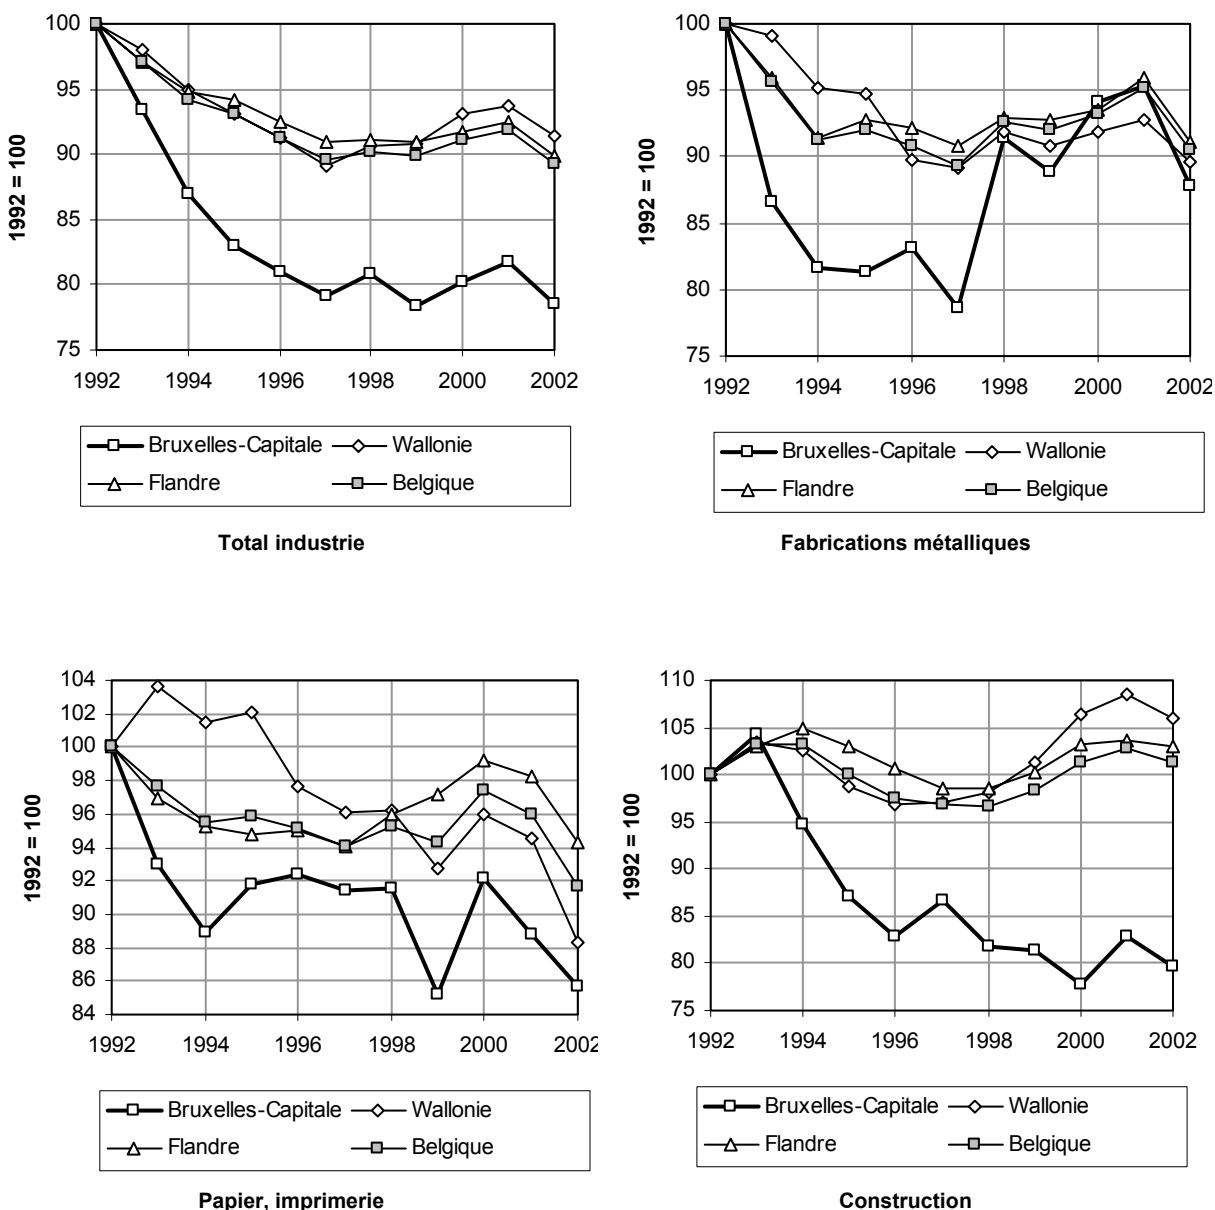 100
95
90
85
80
75
1992 = 100
1992 1994 1996 1998 2000 2002
Bruxelles-Capitale Wallonie
Flandre Belgique
Total industrie
100
95
90
85
80
75
1992 = 100
1992 1994 1996 1998 2000 2002
Bruxelles-Capitale Wallonie
Flandre Belgique
Fabrications métalliques
104
102
100
98
96
94
92
90
88
86
84
1992 = 100
1992 1994 1996 1998 2000 2002
Bruxelles-Capitale Wallonie
Flandre Belgique
Papier, imprimerie
110
105
100
95
90
85
80
75
1992 = 100
1992 1994 1996 1998 2000 2002
Bruxelles-Capitale Wallonie
Flandre Belgique
Construction